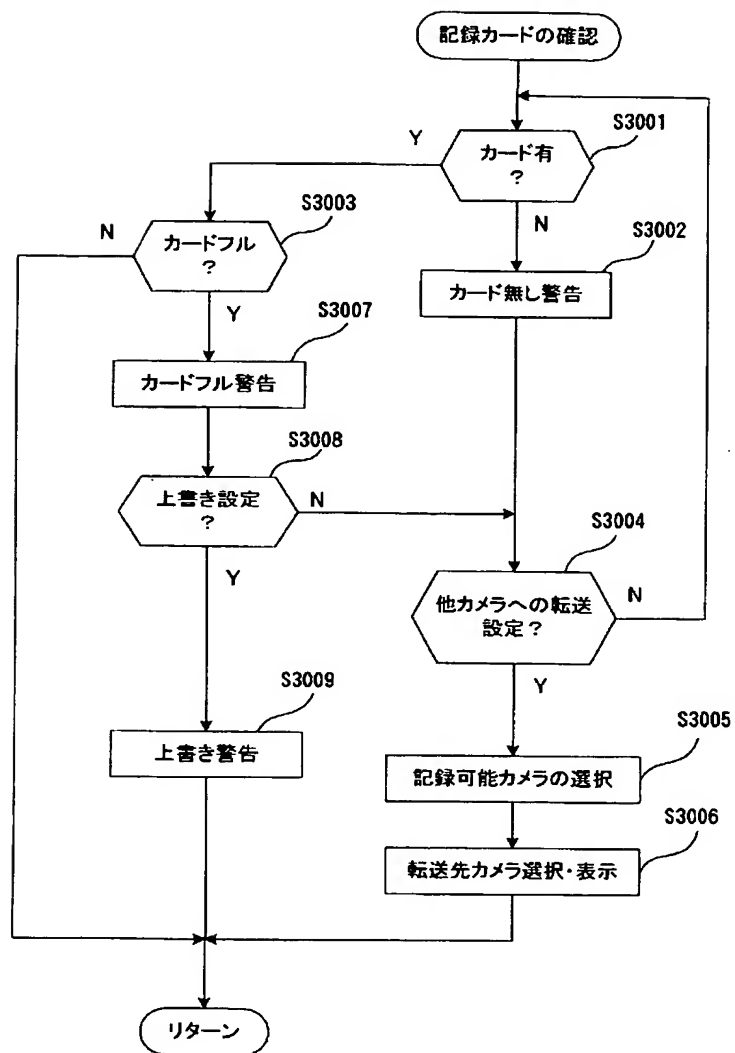 記録カードの確認
S3001
Y
カード有
?
S3003
N
N
S3002
カードフル
?
カード無し警告
Y
S3007
カードフル警告
S3008
上書き設定
?
N
S3004
Y
他カメラへの転送
設定?
N
Y
S3009
上書き警告
S3005
記録可能カメラの選択
S3006
転送先カメラ選択・表示
リターン